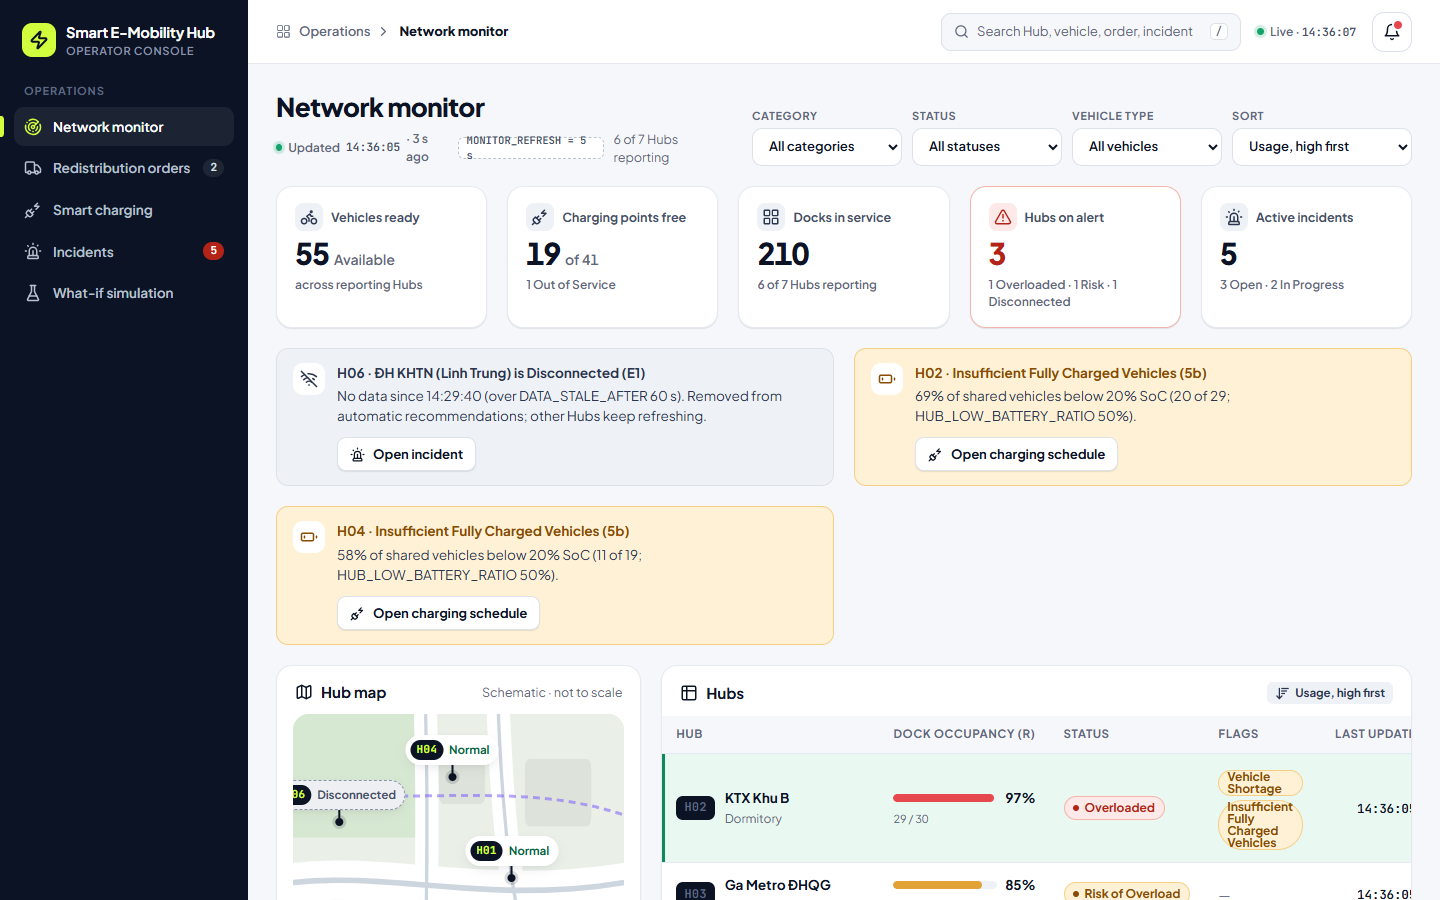 Smart E-Mobility Hub
OPERATOR CONSOLE
OPERATIONS
Network monitor
Redistribution orders 2
Smart charging
Incidents 5
What-if simulation
Operations > Network monitor
Search Hub, vehicle, order, incident /
Live · 14:36:07
Network monitor
Updated 14:36:05 · 3 s
ago
MONITOR_REFRESH = 5
s
6 of 7 Hubs
reporting
CATEGORY
All categories
STATUS
All statuses
VEHICLE TYPE
All vehicles
SORT
Usage, high first
Vehicles ready
55 Available
across reporting Hubs
Charging points free
19 of 41
1 Out of Service
Docks in service
210
6 of 7 Hubs reporting
Hubs on alert
3
1 Overloaded · 1 Risk · 1
Disconnected
Active incidents
5
3 Open · 2 In Progress
H06 · ĐH KHTN (Linh Trung) is Disconnected (E1)
No data since 14:29:40 (over DATA_STALE_AFTER 60 s). Removed from
automatic recommendations; other Hubs keep refreshing.
Open incident
H02 · Insufficient Fully Charged Vehicles (5b)
69% of shared vehicles below 20% SoC (20 of 29;
HUB_LOW_BATTERY_RATIO 50%).
Open charging schedule
H04 · Insufficient Fully Charged Vehicles (5b)
58% of shared vehicles below 20% SoC (11 of 19;
HUB_LOW_BATTERY_RATIO 50%).
Open charging schedule
Hub map
Schematic · not to scale
H04 Normal
06 Disconnected
H01 Normal
Hubs
Usage, high first
HUB DOCK OCCUPANCY (R) STATUS FLAGS LAST UPDAT
H02
KTX Khu B
Dormitory
97%
29 / 30
Overloaded
Vehicle
Shortage
Insufficient
Fully
Charged
Vehicles
14:36:05
H03
Ga Metro ĐHQG
85%
Risk of Overload
—
14:36:05